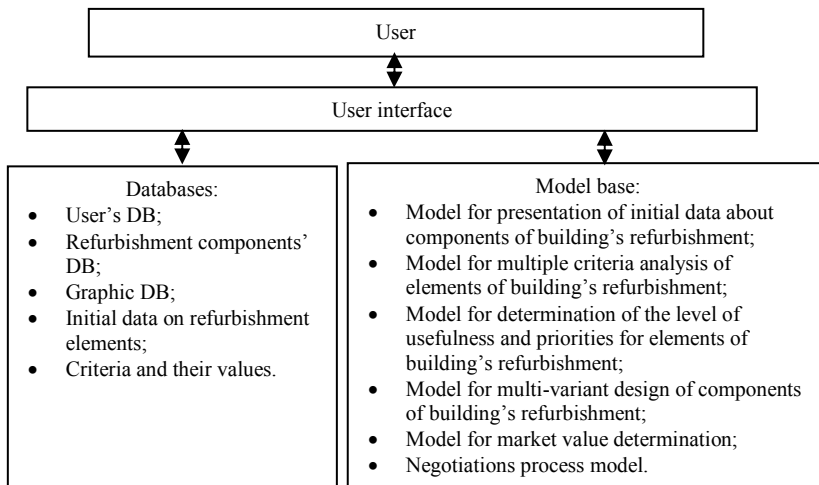 User
User interface
Databases:
• User’s DB;
• Refurbishment components’
DB;
• Graphic DB;
• Initial data on refurbishment
elements;
• Criteria and their values.
Model base:
• Model for presentation of initial data about
components of building’s refurbishment;
• Model for multiple criteria analysis of
elements of building’s refurbishment;
• Model for determination of the level of
usefulness and priorities for elements of
building’s refurbishment;
• Model for multi-variant design of components
of building’s refurbishment;
• Model for market value determination;
• Negotiations process model.